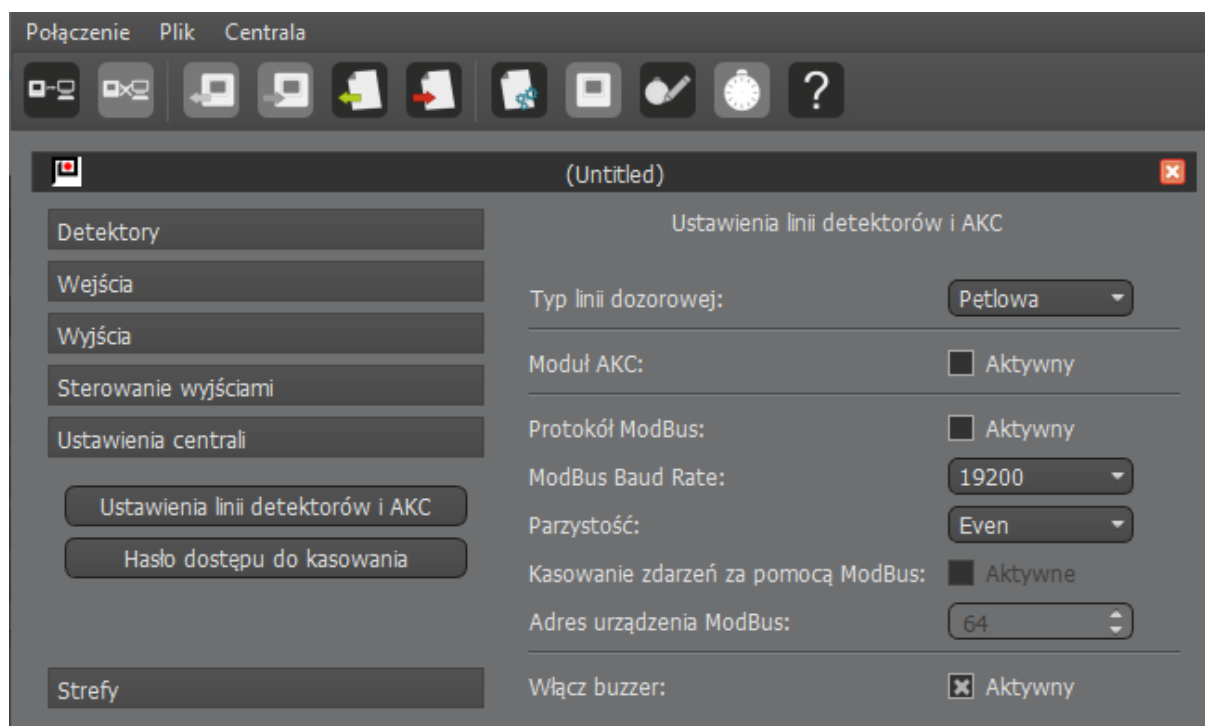 Połączenie Plik Centrala
?
(Untitled)
Detektory
Wejścia
Wyjścia
Sterowanie wyjściami
Ustawienia centrali
Ustawienia linii detektorów i AKC
Hasło dostępu do kasowania
Strefy
Ustawienia linii detektorów i AKC
Typ linii dozorowej: Pętlowa
Moduł AKC: Aktywny
Protokół ModBus: Aktywny
ModBus Baud Rate: 19200
Parzystość: Even
Kasowanie zdarzeń za pomocą ModBus: Aktywne
Adres urządzenia ModBus: 64
Włącz buzzer: Aktywny